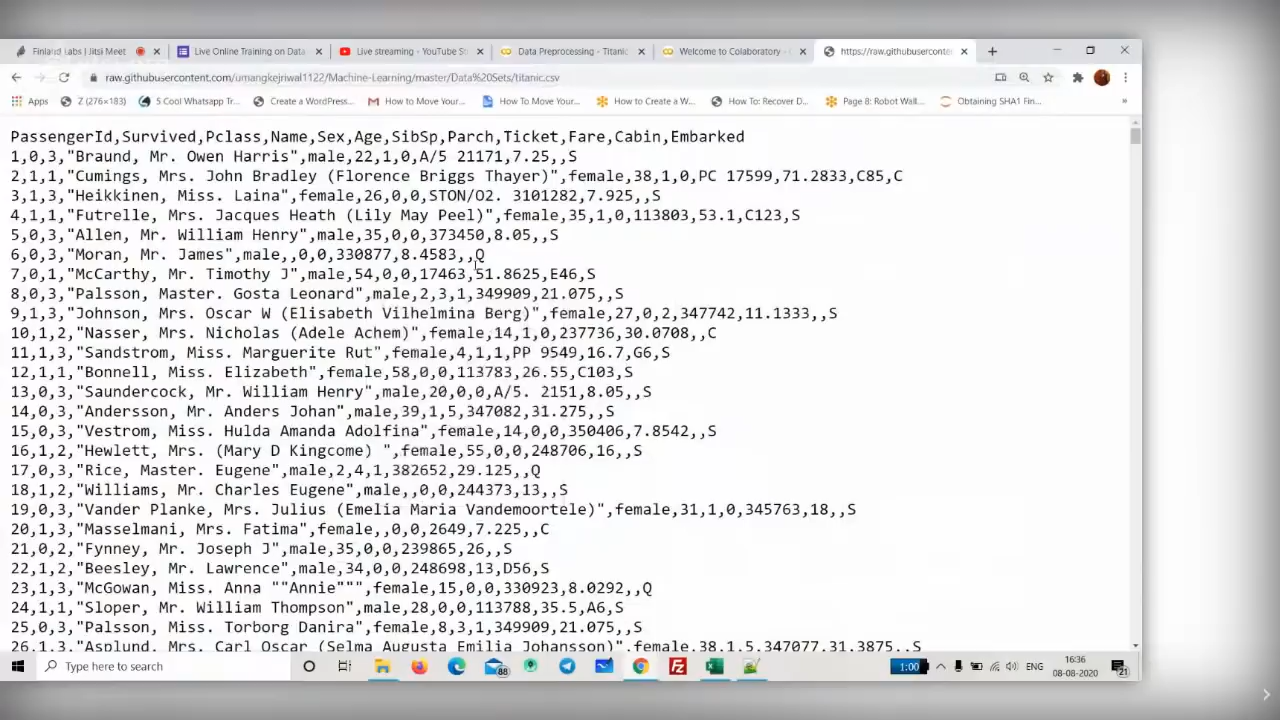 Finland Labs | Jitsi Meet
Live Online Training on Data
Live streaming - YouTube St
Data Preprocessing - Titanic
Welcome to Colaboratory -
https://raw.githubusercontent
raw.githubusercontent.com/umangkejriwal1122/Machine-Learning/master/Data%20Sets/titanic.csv
Apps
Z (276×183)
5 Cool Whatsapp Tr...
Create a WordPress...
How to Move Your...
How To Move Your...
How to Create a W...
How To: Recover D...
Page 8: Robot Wall...
Obtaining SHA1 Fin...
»
PassengerId,Survived,Pclass,Name,Sex,Age,SibSp,Parch,Ticket,Fare,Cabin,Embarked
1,0,3,"Braund, Mr. Owen Harris",male,22,1,0,A/5 21171,7.25,,S
2,1,1,"Cumings, Mrs. John Bradley (Florence Briggs Thayer)",female,38,1,0,PC 17599,71.2833,C85,C
3,1,3,"Heikkinen, Miss. Laina",female,26,0,0,STON/O2. 3101282,7.925,,S
4,1,1,"Futrelle, Mrs. Jacques Heath (Lily May Peel)",female,35,1,0,113803,53.1,C123,S
5,0,3,"Allen, Mr. William Henry",male,35,0,0,373450,8.05,,S
6,0,3,"Moran, Mr. James",male,,0,0,330877,8.4583,,Q
7,0,1,"McCarthy, Mr. Timothy J",male,54,0,0,17463,51.8625,E46,S
8,0,3,"Palsson, Master. Gosta Leonard",male,2,3,1,349909,21.075,,S
9,1,3,"Johnson, Mrs. Oscar W (Elisabeth Vilhelmina Berg)",female,27,0,2,347742,11.1333,,S
10,1,2,"Nasser, Mrs. Nicholas (Adele Achem)",female,14,1,0,237736,30.0708,,C
11,1,3,"Sandstrom, Miss. Marguerite Rut",female,4,1,1,PP 9549,16.7,G6,S
12,1,1,"Bonnell, Miss. Elizabeth",female,58,0,0,113783,26.55,C103,S
13,0,3,"Saundercock, Mr. William Henry",male,20,0,0,A/5. 2151,8.05,,S
14,0,3,"Andersson, Mr. Anders Johan",male,39,1,5,347082,31.275,,S
15,0,3,"Vestrom, Miss. Hulda Amanda Adolfina",female,14,0,0,350406,7.8542,,S
16,1,2,"Hewlett, Mrs. (Mary D Kingcome) ",female,55,0,0,248706,16,,S
17,0,3,"Rice, Master. Eugene",male,2,4,1,382652,29.125,,Q
18,1,2,"Williams, Mr. Charles Eugene",male,,0,0,244373,13,,S
19,0,3,"Vander Planke, Mrs. Julius (Emelia Maria Vandemoortele)",female,31,1,0,345763,18,,S
20,1,3,"Masselmani, Mrs. Fatima",female,,0,0,2649,7.225,,C
21,0,2,"Fynney, Mr. Joseph J",male,35,0,0,239865,26,,S
22,1,2,"Beesley, Mr. Lawrence",male,34,0,0,248698,13,D56,S
23,1,3,"McGowan, Miss. Anna ""Annie""",female,15,0,0,330923,8.0292,,Q
24,1,1,"Sloper, Mr. William Thompson",male,28,0,0,113788,35.5,A6,S
25,0,3,"Palsson, Miss. Torborg Danira",female,8,3,1,349909,21.075,,S
26,1,3,"Asplund, Mrs. Carl Oscar (Selma Augusta Emilia Johansson)",female,38,1,5,347077,31.3875,,S
Type here to search
88
1:00
ENG
16:36
08-08-2020
21